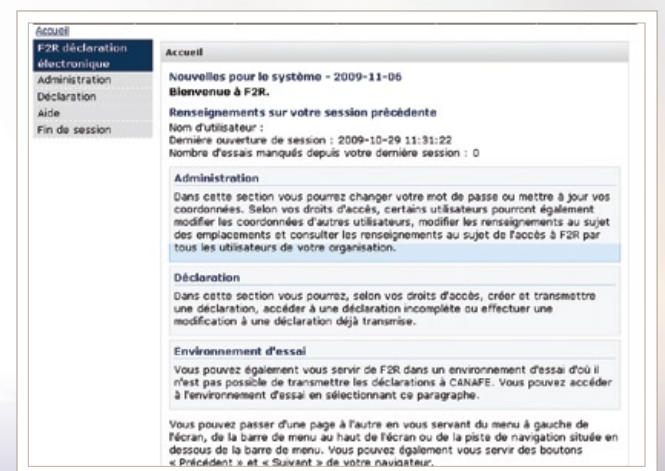 Accueil
F2R déclaration
électronique
Administration
Déclaration
Aide
Fin de session
Accueil
Nouvelles pour le système - 2009-11-06
Bienvenue à F2R.
Renseignements sur votre session précédente
Nom d'utilisateur :
Dernière ouverture de session : 2009-10-29 11:31:22
Nombre d'essais manqués depuis votre dernière session : 0
Administration
Dans cette section vous pourrez changer votre mot de passe ou mettre à jour vos
coordonnées. Selon vos droits d'accès, certains utilisateurs pourront également
modifier les coordonnées d'autres utilisateurs, modifier les renseignements au sujet
des emplacements et consulter les renseignements au sujet de l'accès à F2R par
tous les utilisateurs de votre organisation.
Déclaration
Dans cette section vous pourrez, selon vos droits d'accès, créer et transmettre
une déclaration, accéder à une déclaration incomplète ou effectuer une
modification à une déclaration déjà transmise.
Environnement d'essai
Vous pouvez également vous servir de F2R dans un environnement d'essai d'où il
n'est pas possible de transmettre les déclarations à CANAFE. Vous pouvez accéder
à l'environnement d'essai en sélectionnant ce paragraphe.
Vous pouvez passer d'une page à l'autre en vous servant du menu à gauche de
l'écran, de la barre de menu au haut de l'écran ou de la piste de navigation située en
dessous de la barre de menu. Vous pouvez également vous servir des boutons
« Précédent » et « Suivant » de votre navigateur.